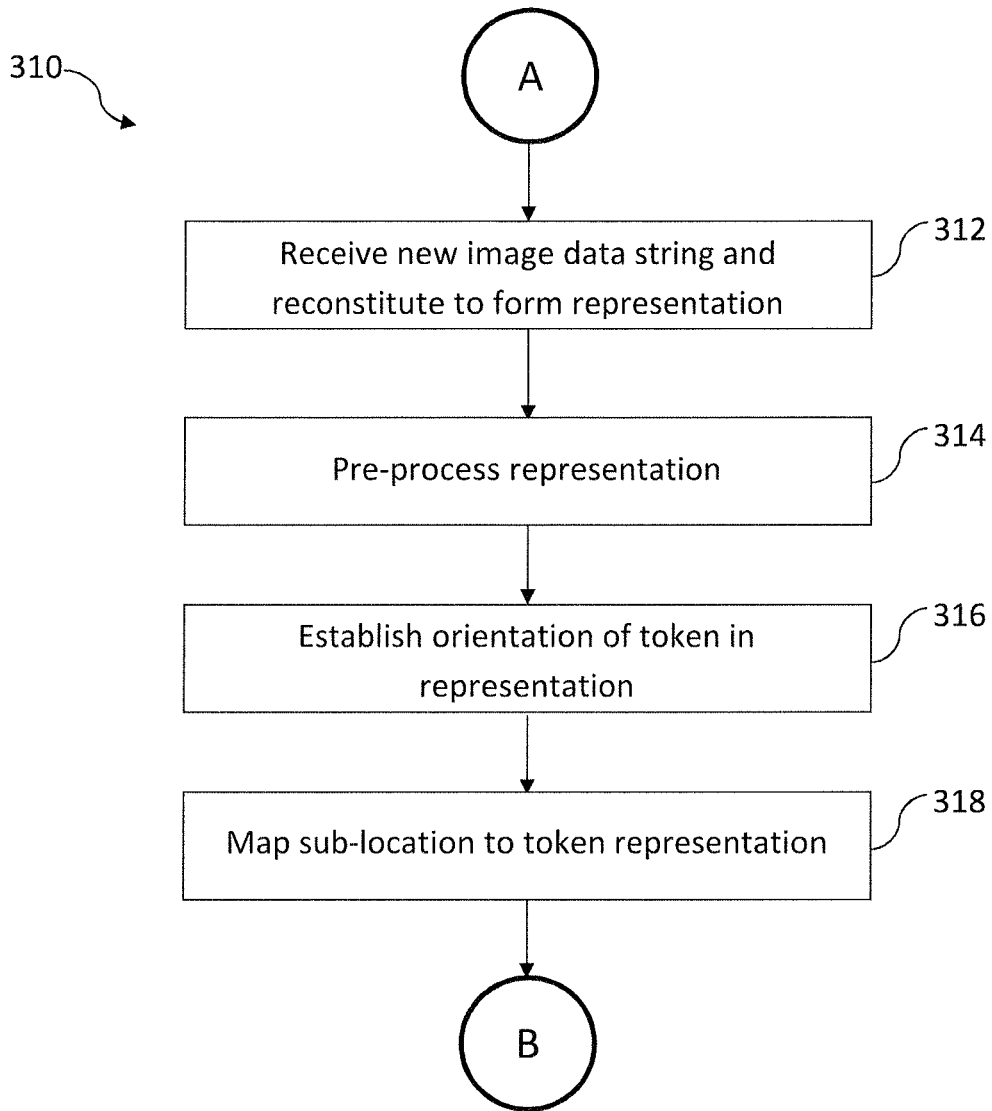 310
A
312
Receive new image data string and
reconstitute to form representation
314
Pre-process representation
316
Establish orientation of token in
representation
318
Map sub-location to token representation
B